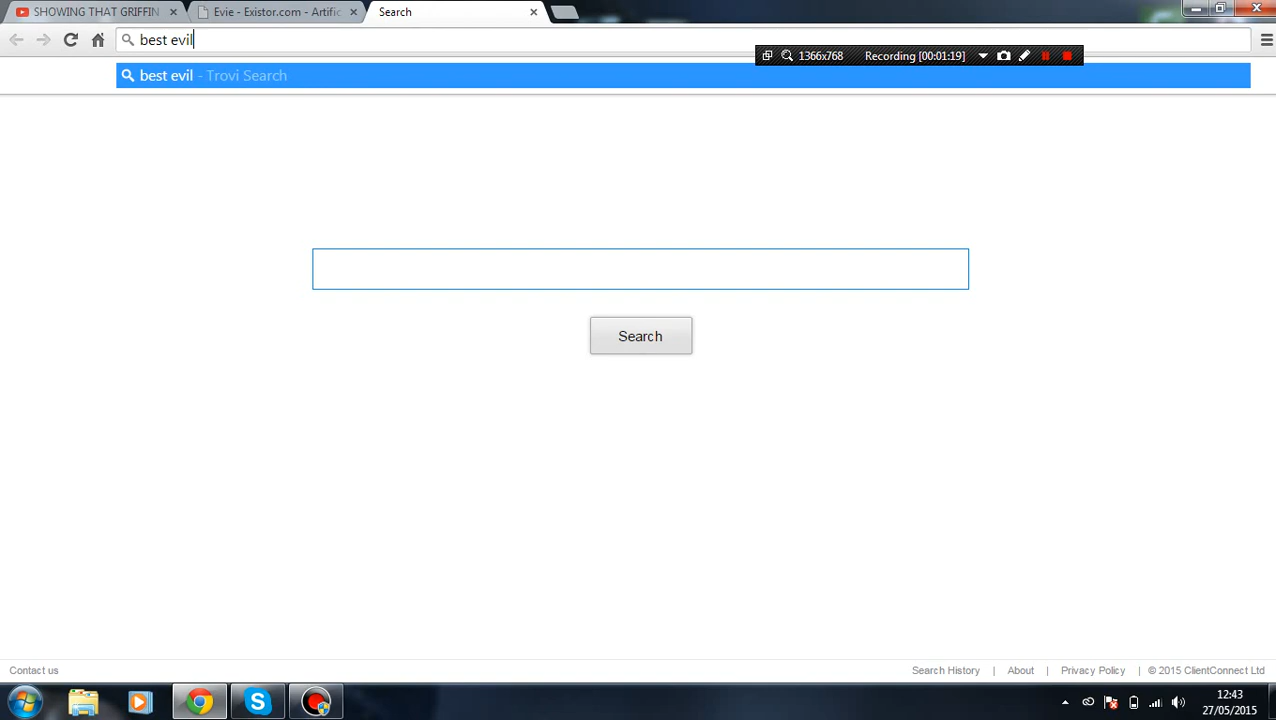 SHOWING THAT GRIFFIN
Evie - Existor.com - Artific
Search
best evil
1366x768
Recording [00:01:19]
best evil - Trovi Search
Search
Contact us
Search History | About | Privacy Policy | © 2015 ClientConnect Ltd
12:43
27/05/2015